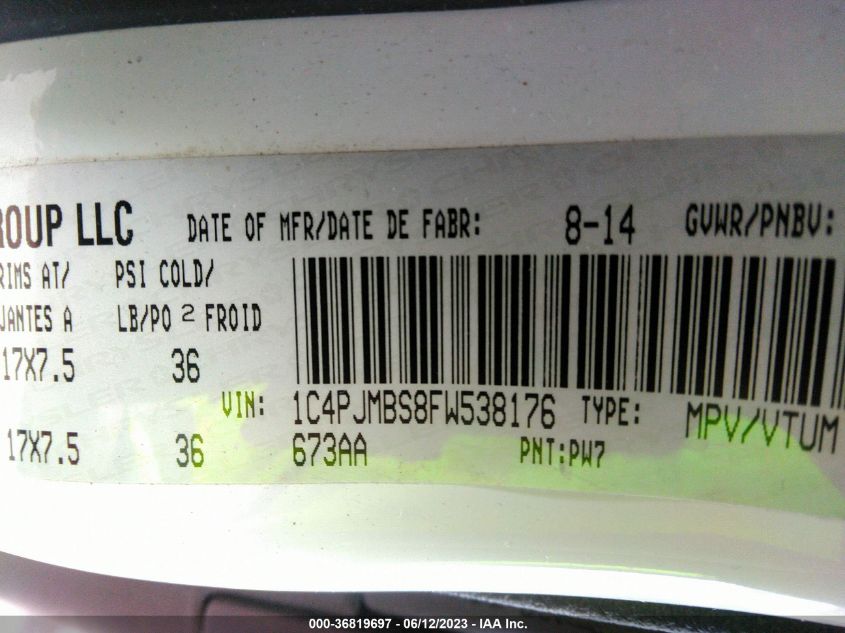 ROUP LLC DATE OF MFR/DATE DE FABR: 8-14 GVWR/PNBV:
RIMS AT/ PSI COLD/
JANTES A LB/PO 2 FROID
17X7.5 36
VIN: 1C4PJMBS8FW538176 TYPE: MPV/VTUM
17X7.5 36 673AA PNT:PW7
000-36819697 - 06/12/2023 - IAA Inc.